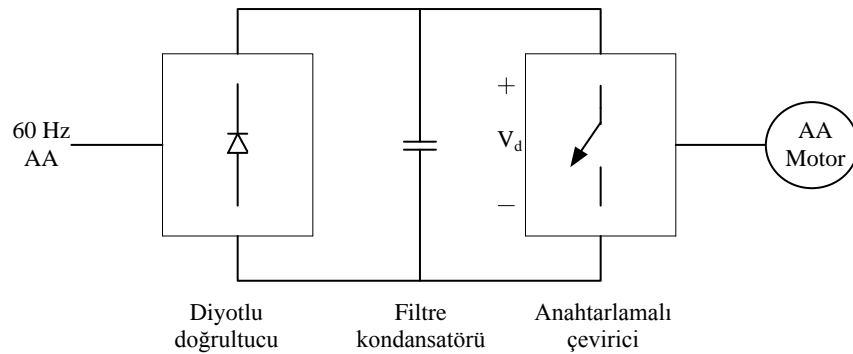 60 Hz
AA
+
V_d
−
AA
Motor
Diyotlu
doğrultucu
Filtre
kondansatörü
Anahtarlamalı
çevirici